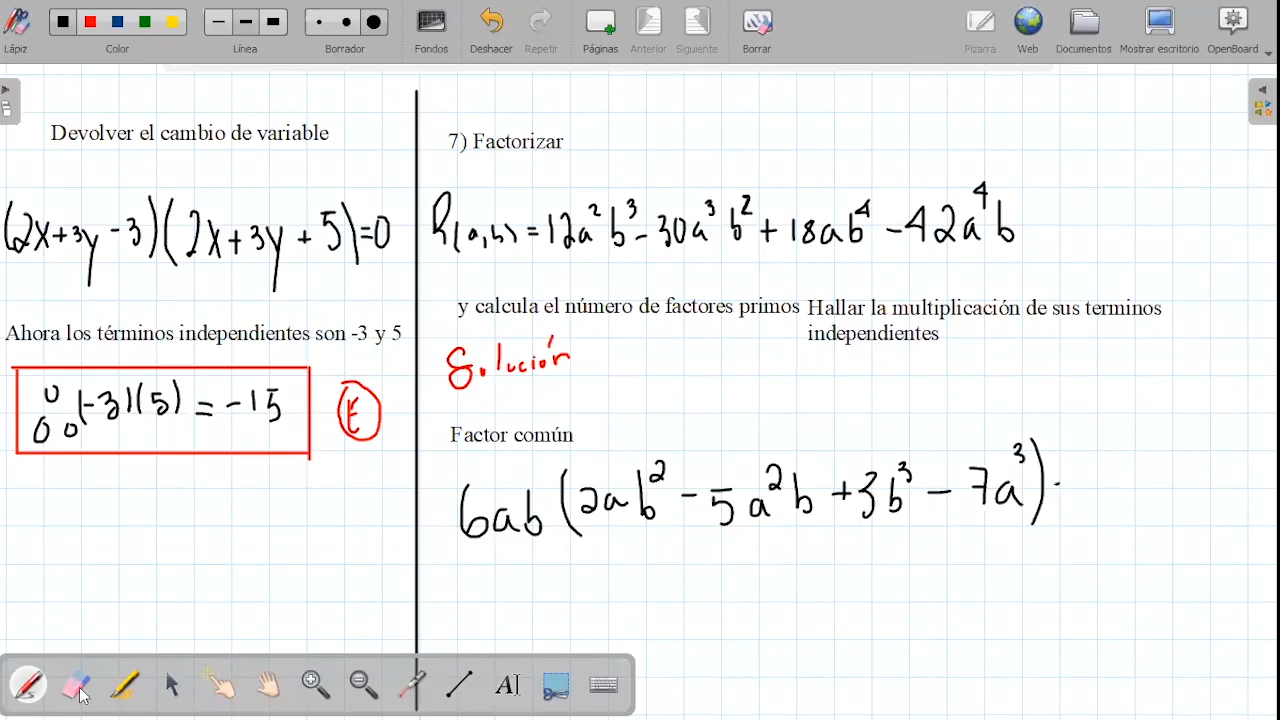 Lápiz
Color
Línea
Borrador
Fondos
Deshacer
Repetir
Páginas
Anterior
Siguiente
Borrar
Pizarra
Web
Documentos
Mostrar escritorio
OpenBoard
Devolver el cambio de variable
(2x+3y-3)(2x+3y+5)=0
Ahora los términos independientes son -3 y 5
(-3)(5) = -15
E
7) Factorizar
R(a,b) = 12a²b³ - 30a³b² + 18ab⁴ - 42a⁴b
y calcula el número de factores primos
Hallar la multiplicación de sus terminos
independientes
Solución
Factor común
6ab(2ab² - 5a²b + 3b³ - 7a³)
AI